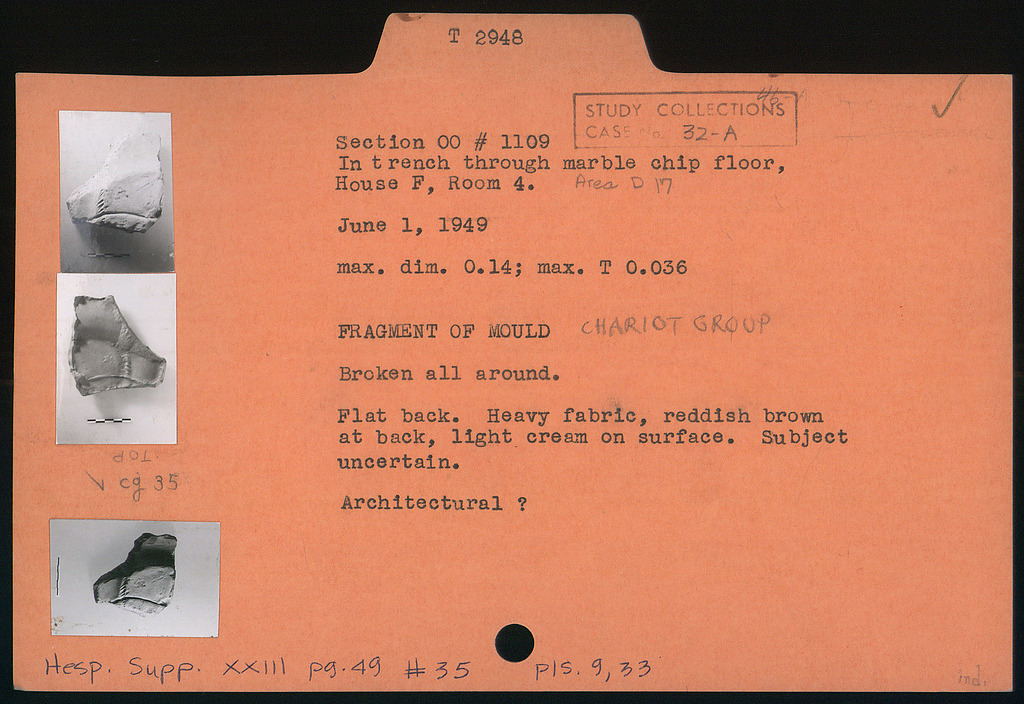 T 2948
STUDY COLLECTIONS
CASE No. 32-A
Section OO # 1109
In trench through marble chip floor,
House F, Room 4. Area D 17
June 1, 1949
max. dim. 0.14; max. T 0.036
FRAGMENT OF MOULD CHARIOT GROUP
Broken all around.
Flat back. Heavy fabric, reddish brown
at back, light cream on surface. Subject
uncertain.
Architectural ?
TOP
cg 35
Hesp. Supp. XXIII pg. 49 #35 pls. 9, 33
ind.